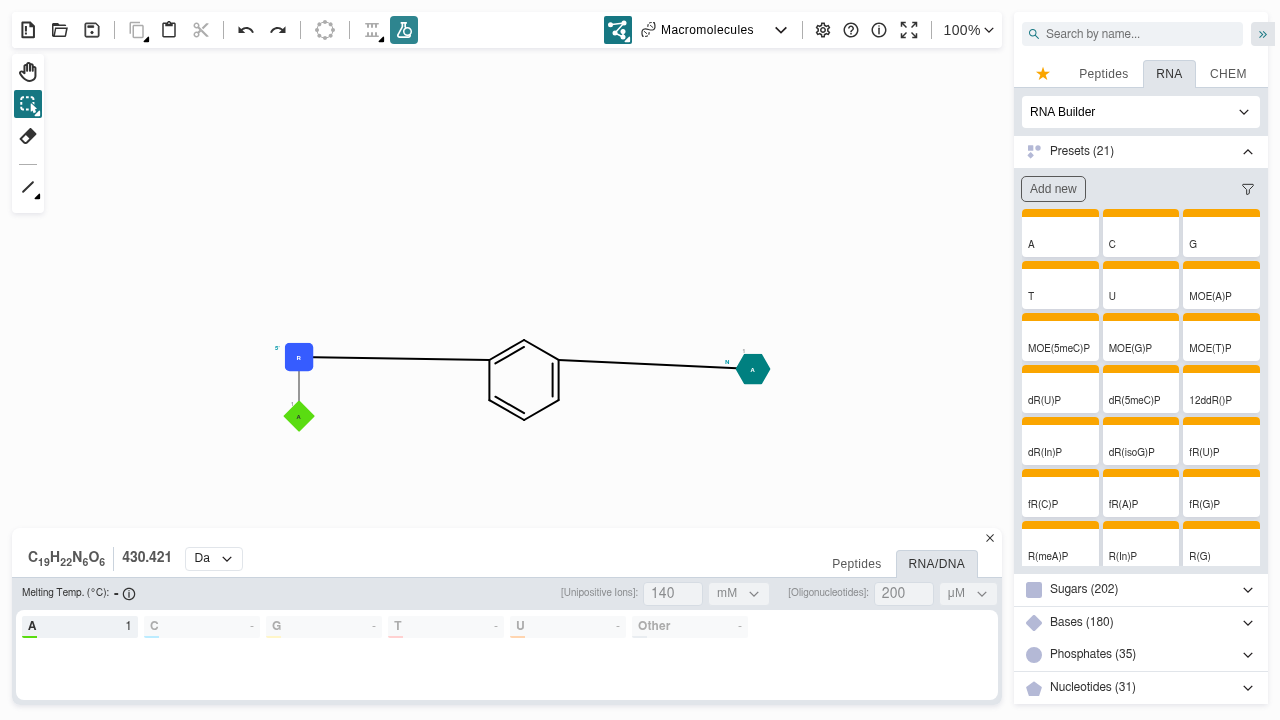 Macromolecules
100%
Search by name...
Peptides RNA CHEM
RNA Builder
Presets (21)
Add new
A C G
T U MOE(A)P
MOE(5meC)P MOE(G)P MOE(T)P
dR(U)P dR(5meC)P 12ddR()P
dR(In)P dR(isoG)P fR(U)P
fR(C)P fR(A)P fR(G)P
R(meA)P R(In)P R(G)
Sugars (202)
Bases (180)
Phosphates (35)
Nucleotides (31)
5'
R
1
A
N
1
A
C19H22N6O6 430.421 Da
Peptides RNA/DNA
Melting Temp. (°C): - [Unipositive Ions]: 140 mM [Oligonucleotides]: 200 μM
A 1 C - G - T - U - Other -